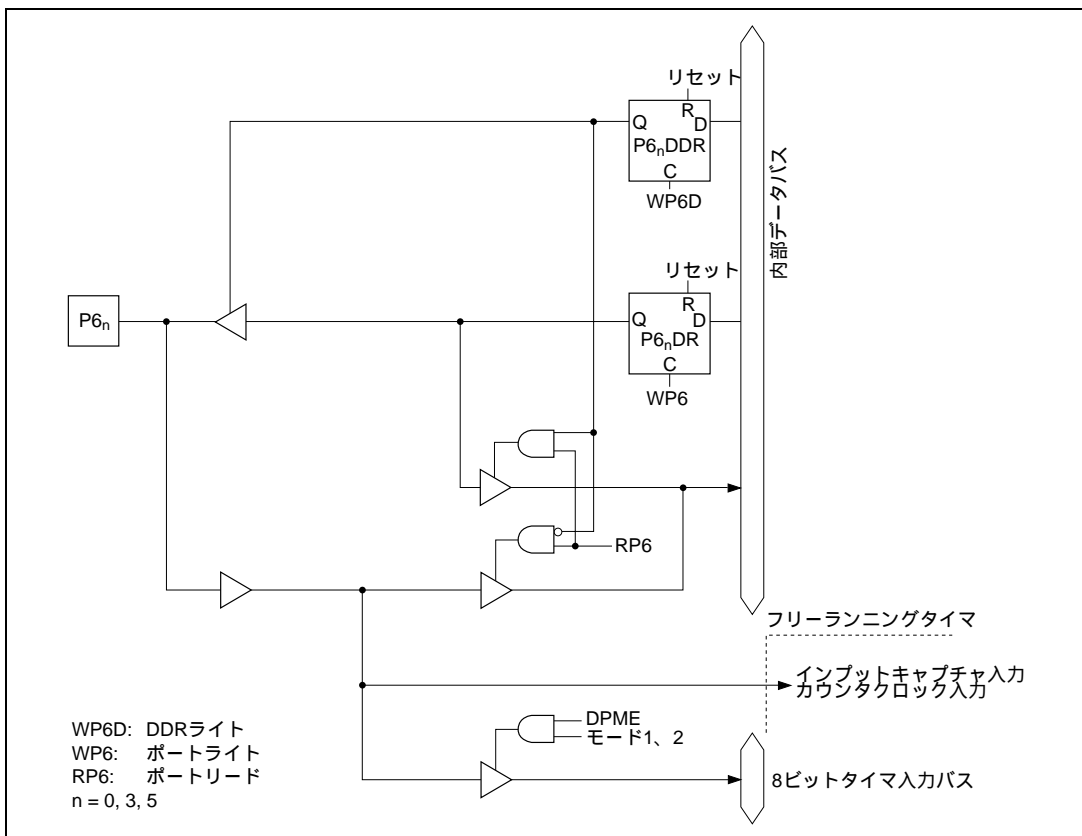 リセット
R
Q
D
P6nDDR
C
WP6D
内部データバス
リセット
R
P6n
Q
D
P6nDR
C
WP6
RP6
フリーランニングタイマ
インプットキャプチャ入力
カウンタクロック入力
DPME
モード1、2
8ビットタイマ入力バス
WP6D: DDRライト
WP6: ポートライト
RP6: ポートリード
n = 0, 3, 5